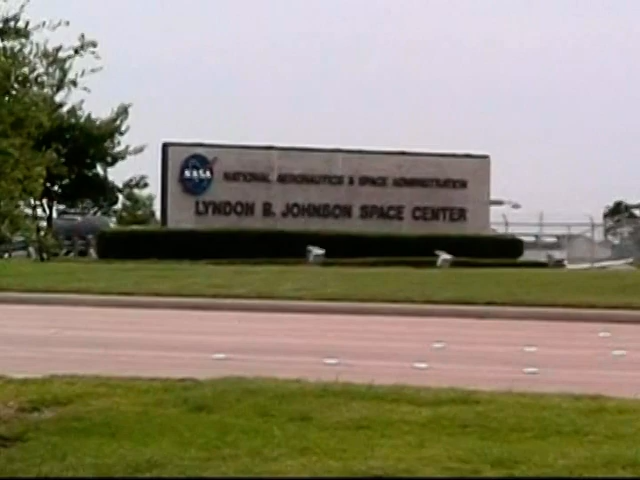 NASA
NATIONAL AERONAUTICS & SPACE ADMINISTRATION
LYNDON B. JOHNSON SPACE CENTER